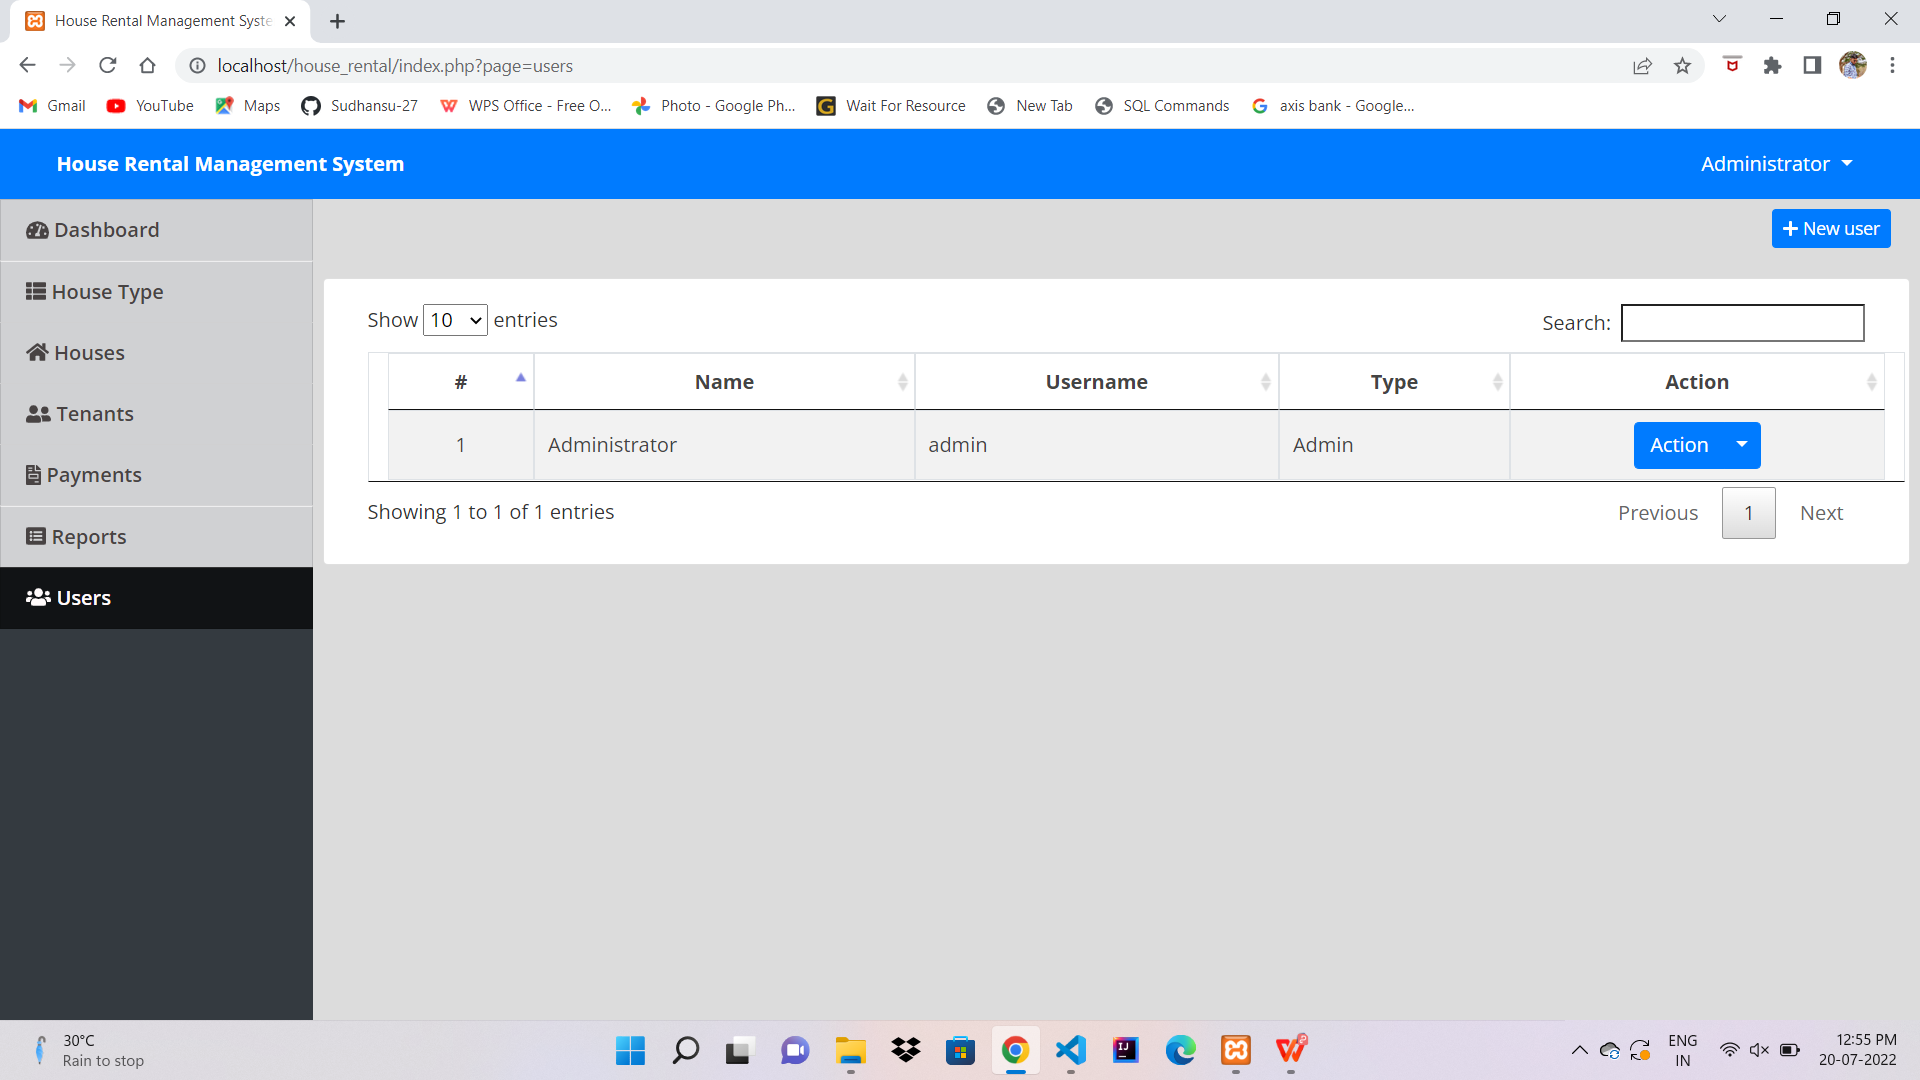 House Rental Management Syste
localhost/house_rental/index.php?page=users
Gmail YouTube Maps Sudhansu-27 WPS Office - Free O... Photo - Google Ph... Wait For Resource New Tab SQL Commands axis bank - Google...
House Rental Management System
Administrator
Dashboard
House Type
Houses
Tenants
Payments
Reports
Users
+ New user
Show 10 entries
Search:
# Name Username Type Action
1 Administrator admin Admin Action
Showing 1 to 1 of 1 entries
Previous 1 Next
30°C
Rain to stop
ENG
IN
12:55 PM
20-07-2022